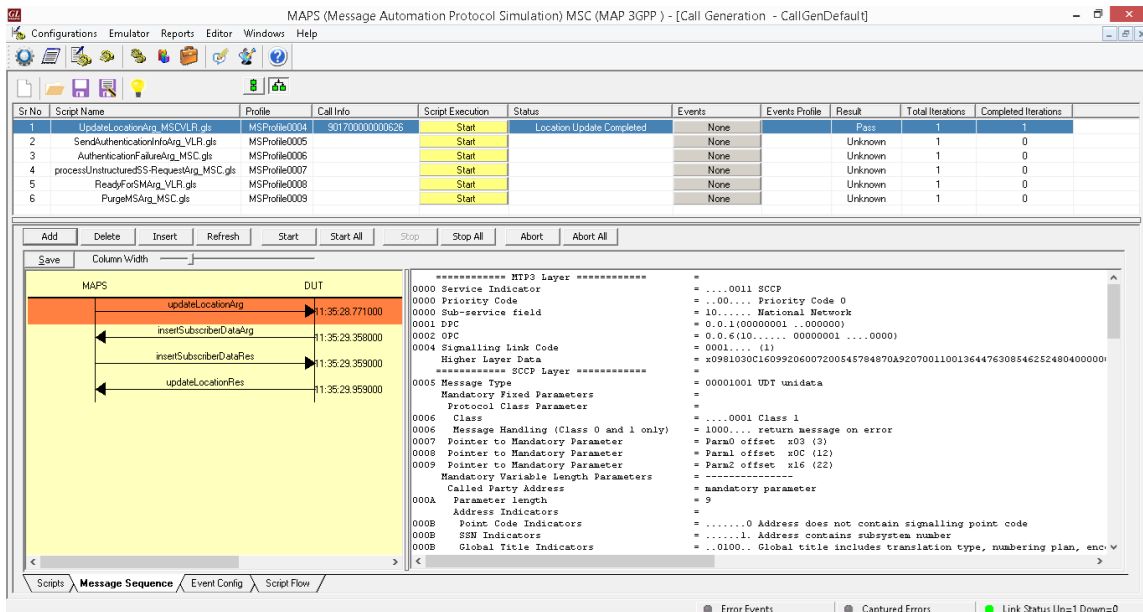 GL
MAPS (Message Automation Protocol Simulation) MSC (MAP 3GPP ) - [Call Generation - CallGenDefault]
Configurations Emulator Reports Editor Windows Help
Sr No Script Name Profile Call Info Script Execution Status Events Events Profile Result Total Iterations Completed Iterations
1 UpdateLocationArg_MSCVLR.gls MSProfile0004 901700000000626 Start Location Update Completed None Pass 1 1
2 SendAuthenticationInfoArg_VLR.gls MSProfile0005 Start None Unknown 1 0
3 AuthenticationFailureArg_MSC.gls MSProfile0006 Start None Unknown 1 0
4 processUnstructuredSS-RequestArg_MSC.gls MSProfile0007 Start None Unknown 1 0
5 ReadyForSMArg_VLR.gls MSProfile0008 Start None Unknown 1 0
6 PurgeMSArg_MSC.gls MSProfile0009 Start None Unknown 1 0
Add Delete Insert Refresh Start Start All Stop Stop All Abort Abort All
Save Column Width
MAPS DUT
updateLocationArg 11:35:28.771000
insertSubscriberDataArg 11:35:29.358000
insertSubscriberDataRes 11:35:29.359000
updateLocationRes 11:35:29.959000
============ MTP3 Layer ============ =
0000 Service Indicator = ....0011 SCCP
0000 Priority Code = ..00.... Priority Code 0
0000 Sub-service field = 10...... National Network
0001 DPC = 0.0.1(00000001 ..000000)
0002 OPC = 0.0.6(10...... 00000001 ....0000)
0004 Signalling Link Code = 0001.... (1)
Higher Layer Data = x0981030C1609920600720054578487​0A9207001100136447630854625248040000​0
============ SCCP Layer ============ =
0005 Message Type = 00001001 UDT unidata
Mandatory Fixed Parameters =
Protocol Class Parameter =
0006 Class = ....0001 Class 1
0006 Message Handling (Class 0 and 1 only) = 1000.... return message on error
0007 Pointer to Mandatory Parameter = Parm0 offset x03 (3)
0008 Pointer to Mandatory Parameter = Parm1 offset x0C (12)
0009 Pointer to Mandatory Parameter = Parm2 offset x16 (22)
Mandatory Variable Length Parameters = ---------------
Called Party Address = mandatory parameter
000A Parameter length = 9
Address Indicators =
000B Point Code Indicators = .......0 Address does not contain signalling point code
000B SSN Indicators = ......1. Address contains subsystem number
000B Global Title Indicators = ..0100.. Global title includes translation type, numbering plan, enc
Scripts Message Sequence Event Config Script Flow
Error Events Captured Errors Link Status Up=1 Down=0